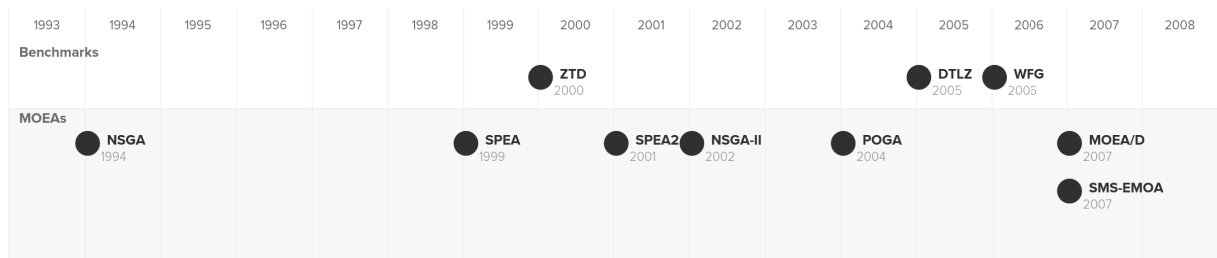 1993 1994 1995 1996 1997 1998 1999 2000 2001 2002 2003 2004 2005 2006 2007 2008
Benchmarks
ZTD DTLZ WFG
2000 2005 2006
MOEAs
NSGA SPEA SPEA2 NSGA-II POGA MOEA/D
1994 1999 2001 2002 2004 2007
SMS-EMOA
2007